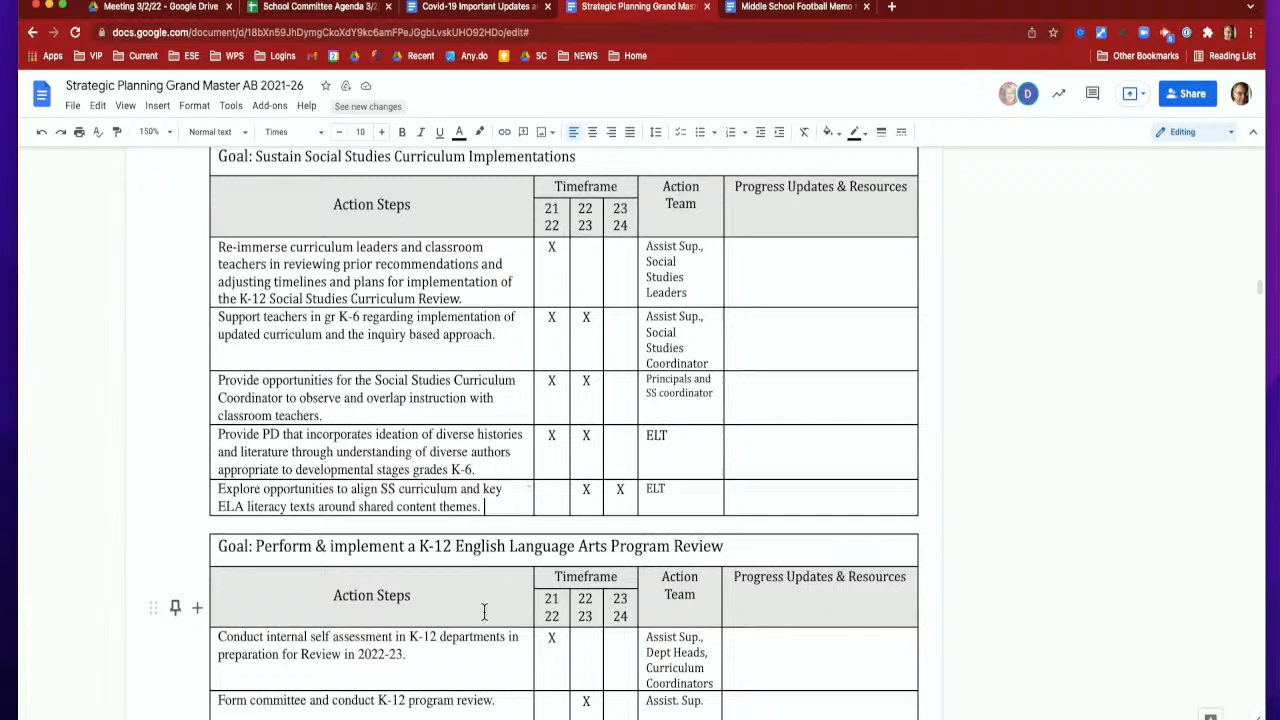 Meeting 3/2/22 - Google Drive
School Committee Agenda 3/2
Covid-19 Important Updates a
Strategic Planning Grand Mast
Middle School Football Memo
docs.google.com/document/d/18bXn59JhDymgCkoXdY9kc6amFPeJGgbLvskUHO92HDo/edit#
Apps VIP Current ESE WPS Logins Recent Any.do SC NEWS Home Other Bookmarks Reading List
Strategic Planning Grand Master AB 2021-26
File Edit View Insert Format Tools Add-ons Help See new changes
D Share
150% Normal text Times 10 B I U A Editing
Goal: Sustain Social Studies Curriculum Implementations
Action Steps
Timeframe
21
22
22
23
23
24
Action
Team
Progress Updates & Resources
Re-immerse curriculum leaders and classroom
teachers in reviewing prior recommendations and
adjusting timelines and plans for implementation of
the K-12 Social Studies Curriculum Review.
X
Assist Sup.,
Social
Studies
Leaders
Support teachers in gr K-6 regarding implementation of
updated curriculum and the inquiry based approach.
X X
Assist Sup.,
Social
Studies
Coordinator
Provide opportunities for the Social Studies Curriculum
Coordinator to observe and overlap instruction with
classroom teachers.
X X
Principals and
SS coordinator
Provide PD that incorporates ideation of diverse histories
and literature through understanding of diverse authors
appropriate to developmental stages grades K-6.
X X
ELT
Explore opportunities to align SS curriculum and key
ELA literacy texts around shared content themes.
X X
ELT
Goal: Perform & implement a K-12 English Language Arts Program Review
Action Steps
Timeframe
21
22
22
23
23
24
Action
Team
Progress Updates & Resources
Conduct internal self assessment in K-12 departments in
preparation for Review in 2022-23.
X
Assist Sup.,
Dept Heads,
Curriculum
Coordinators
Form committee and conduct K-12 program review.
X
Assist. Sup.